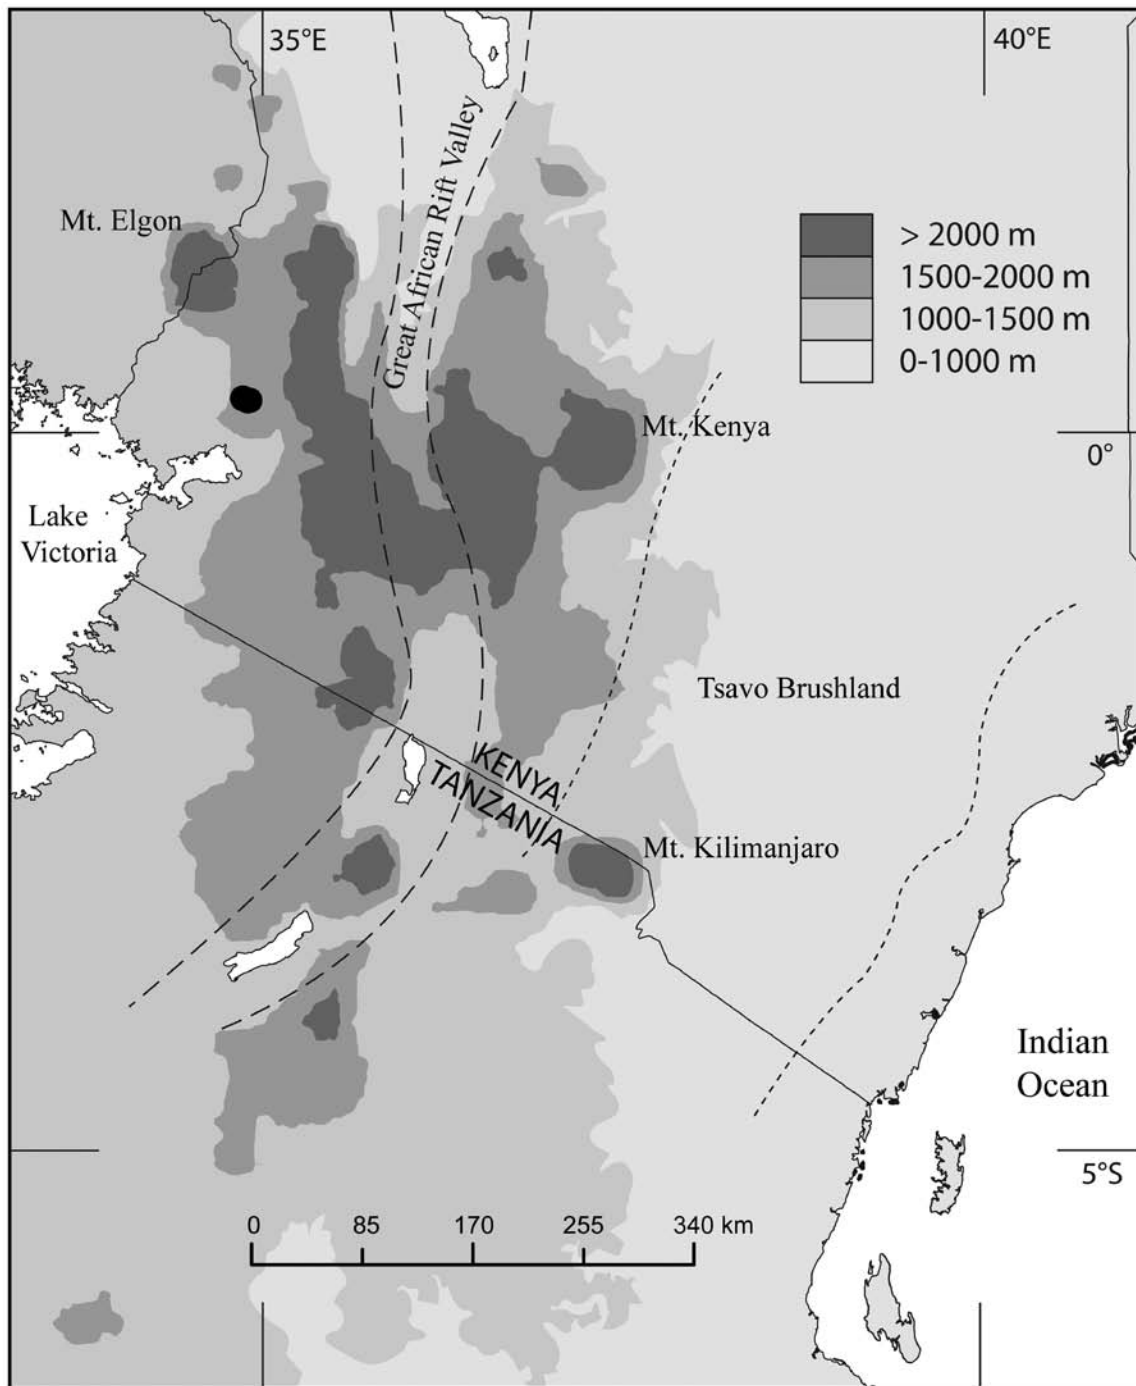 35°E
40°E
Great African Rift Valley
Mt. Elgon
> 2000 m
1500-2000 m
1000-1500 m
0-1000 m
Mt. Kenya
0°
Lake
Victoria
Tsavo Brushland
KENYA
TANZANIA
Mt. Kilimanjaro
Indian
Ocean
5°S
0 85 170 255 340 km